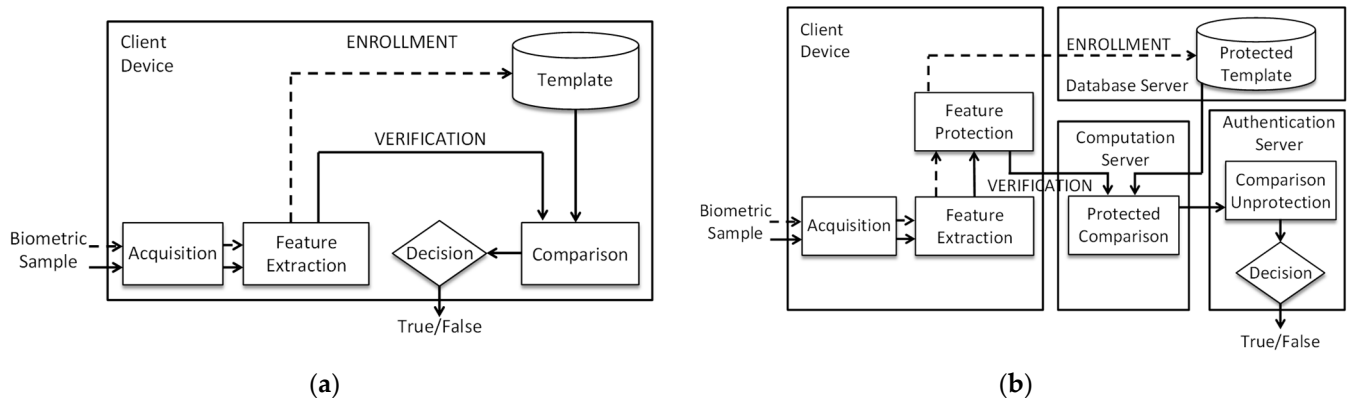 Client
Device
ENROLLMENT
Template
VERIFICATION
Biometric
Sample
Acquisition
Feature
Extraction
Decision
Comparison
True/False
(a)
Client
Device
ENROLLMENT
Protected
Template
Database Server
Feature
Protection
Computation
Server
Authentication
Server
VERIFICATION
Comparison
Unprotection
Biometric
Sample
Acquisition
Feature
Extraction
Protected
Comparison
Decision
True/False
(b)